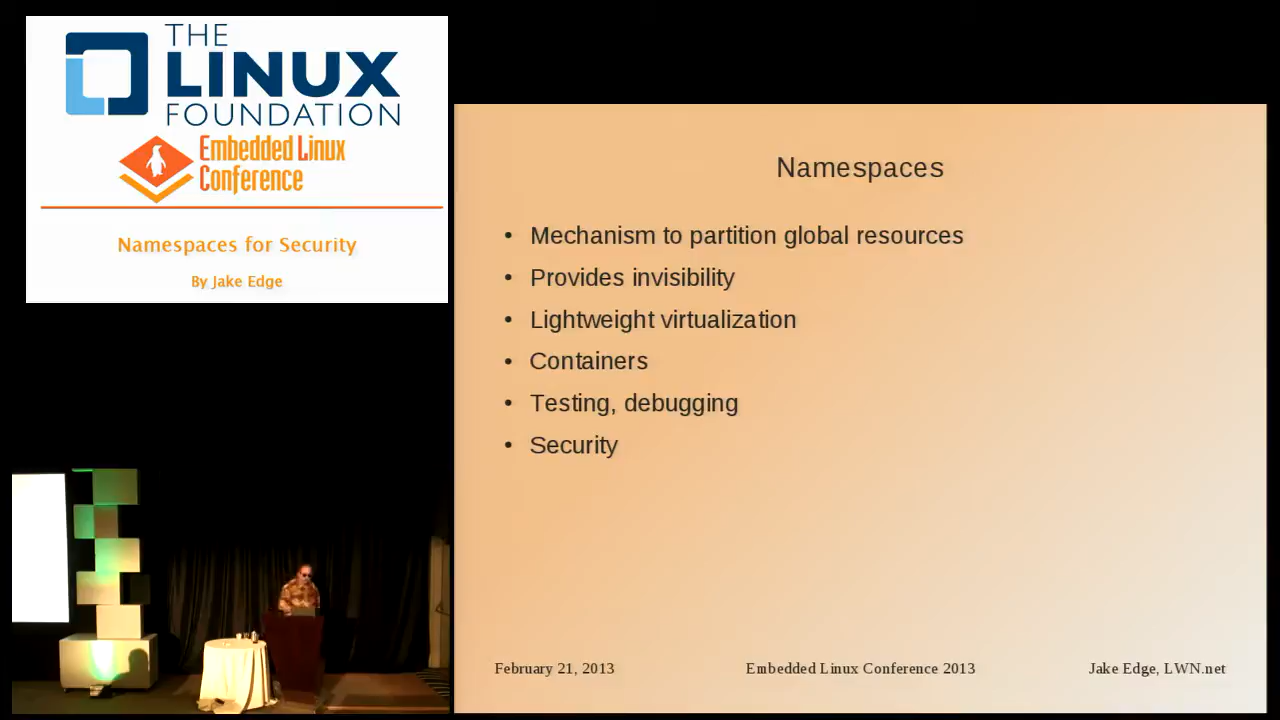 THE
LINUX
FOUNDATION
Embedded Linux
Conference
Namespaces for Security
By Jake Edge
Namespaces
• Mechanism to partition global resources
• Provides invisibility
• Lightweight virtualization
• Containers
• Testing, debugging
• Security
February 21, 2013
Embedded Linux Conference 2013
Jake Edge, LWN.net